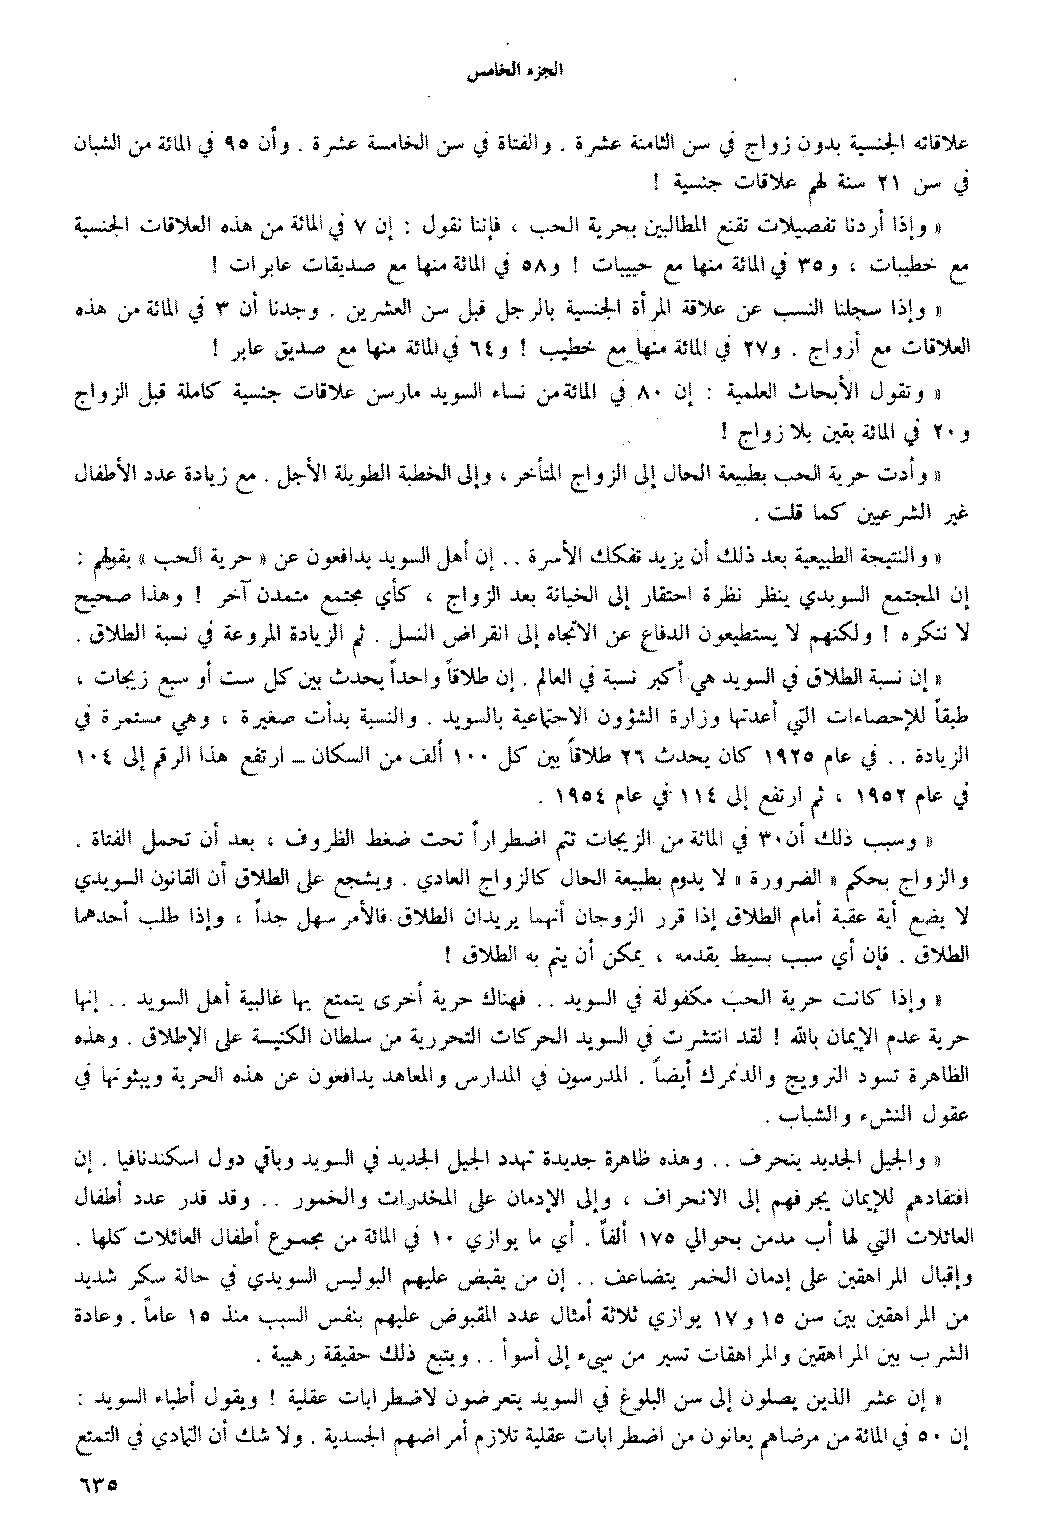 الجزء الخامس
علاقاته الجنسية بدون زواج في سن الثامنة عشرة . والفتاة في سن الخامسة عشرة . وأن ٩٥ في المائة من الشبان
في سن ٢١ سنة لهم علاقات جنسية !
« وإذا أردنا تفصيلات تقنع المطالبين بحرية الحب ، فإننا نقول : إن ٧ في المائة من هذه العلاقات الجنسية
مع خطيبات ، و٣٥ في المائة منها مع حبيبات ! و٥٨ في المائة منها مع صديقات عابرات !
« وإذا سجلنا النسب عن علاقة المرأة الجنسية بالرجل قبل سن العشرين . وجدنا أن ٣ في المائة من هذه
العلاقات مع أزواج . و٢٧ في المائة منها مع خطيب ! و٦٤ في المائة منها مع صديق عابر !
« وتقول الأبحاث العلمية : إن ٨٠ في المائة من نساء السويد مارسن علاقات جنسية كاملة قبل الزواج
و٢٠ في المائة بقين بلا زواج !
« وأدت حرية الحب بطبيعة الحال إلى الزواج المتأخر ، وإلى الخطبة الطويلة الأجل . مع زيادة عدد الأطفال
غير الشرعيين كما قلت .
« والنتيجة الطبيعية بعد ذلك أن يزيد تفكك الأسرة .. إن أهل السويد يدافعون عن « حرية الحب » بقولهم :
إن المجتمع السويدي ينظر نظرة احتقار إلى الخيانة بعد الزواج ، كأي مجتمع متمدن آخر ! وهذا صحيح
لا ننكره ! ولكنهم لا يستطيعون الدفاع عن الاتجاه إلى انقراض النسل . ثم الزيادة المروعة في نسبة الطلاق .
« إن نسبة الطلاق في السويد هي أكبر نسبة في العالم . إن طلاقاً واحداً يحدث بين كل ست أو سبع زيجات ،
طبقاً للإحصاءات التي أعدتها وزارة الشؤون الاجتماعية بالسويد . والنسبة بدأت صغيرة ، وهي مستمرة في
الزيادة .. في عام ١٩٢٥ كان يحدث ٢٦ طلاقاً بين كل ١٠٠ ألف من السكان – ارتفع هذا الرقم إلى ١٠٤
في عام ١٩٥٢ ، ثم ارتفع إلى ١١٤ في عام ١٩٥٤ .
« وسبب ذلك أن ٣٠ في المائة من الزيجات تتم اضطراراً تحت ضغط الظروف ، بعد أن تحمل الفتاة .
والزواج بحكم « الضرورة » لا يدوم بطبيعة الحال كالزواج العادي . ويشجع على الطلاق أن القانون السويدي
لا يضع أية عقبة أمام الطلاق إذا قرر الزوجان أنهما يريدان الطلاق فالأمر سهل جداً ، وإذا طلب أحدهما
الطلاق . فإن أي سبب بسيط يقدمه ، يمكن أن يتم به الطلاق !
« وإذا كانت حرية الحب مكفولة في السويد .. فهناك حرية أخرى يتمتع بها غالبية أهل السويد .. إنها
حرية عدم الإيمان بالله ! لقد انتشرت في السويد الحركات التحررية من سلطان الكنيسة على الإطلاق . وهذه
الظاهرة تسود النرويج والدنمرك أيضاً . المدرسون في المدارس والمعاهد يدافعون عن هذه الحرية ويبثونها في
عقول النشء والشباب .
« والجيل الجديد ينحرف .. وهذه ظاهرة جديدة تهدد الجيل الجديد في السويد وباقي دول اسكندنافيا . إن
افتقادهم للإيمان يجرفهم إلى الانحراف ، وإلى الإدمان على المخدرات والخمور .. وقد قدر عدد أطفال
العائلات التي لها أب مدمن بحوالي ١٧٥ ألفاً . أي ما يوازي ١٠ في المائة من مجموع أطفال العائلات كلها .
وإقبال المراهقين على إدمان الخمر يتضاعف .. إن من يقبض عليهم البوليس السويدي في حالة سكر شديد
من المراهقين بين سن ١٥ و١٧ يوازي ثلاثة أمثال عدد المقبوض عليهم بنفس السبب منذ ١٥ عاماً . وعادة
الشرب بين المراهقين والمراهقات تسير من سيىء إلى أسوأ .. ويتبع ذلك حقيقة رهيبة .
« إن عشر الذين يصلون إلى سن البلوغ في السويد يتعرضون لاضطرابات عقلية ! ويقول أطباء السويد :
إن ٥٠ في المائة من مرضاهم يعانون من اضطرابات عقلية تلازم أمراضهم الجسدية . ولا شك أن التمادي في التمتع
٦٣٥